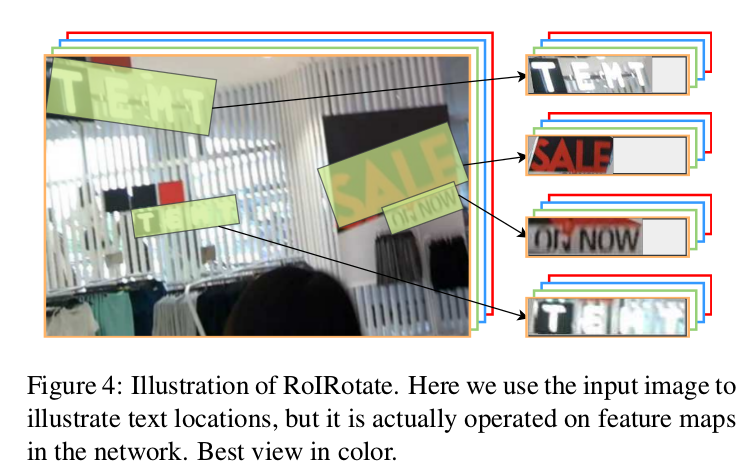 TEMT
TEMT
SALE
SALE
ON NOW
ON NOW
TEMT
TEMT
Figure 4: Illustration of RoIRotate. Here we use the input image to
illustrate text locations, but it is actually operated on feature maps
in the network. Best view in color.